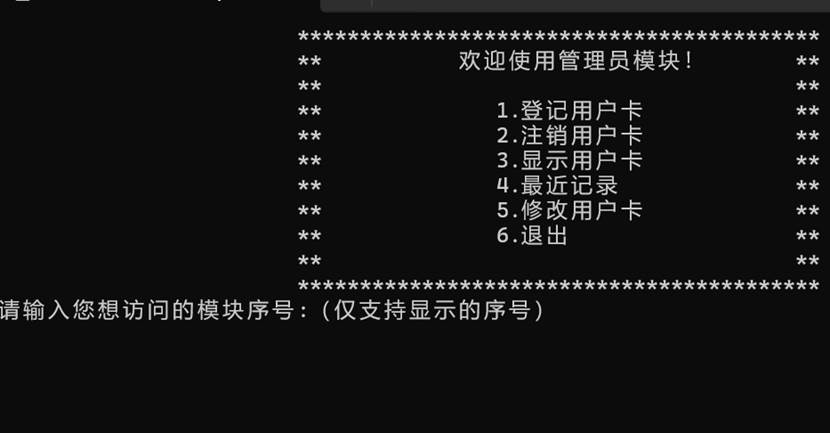 ******************************************
**           欢迎使用管理员模块!        **
**                                      **
**              1.登记用户卡            **
**              2.注销用户卡            **
**              3.显示用户卡            **
**              4.最近记录              **
**              5.修改用户卡            **
**              6.退出                  **
**                                      **
******************************************
请输入您想访问的模块序号:(仅支持显示的序号)